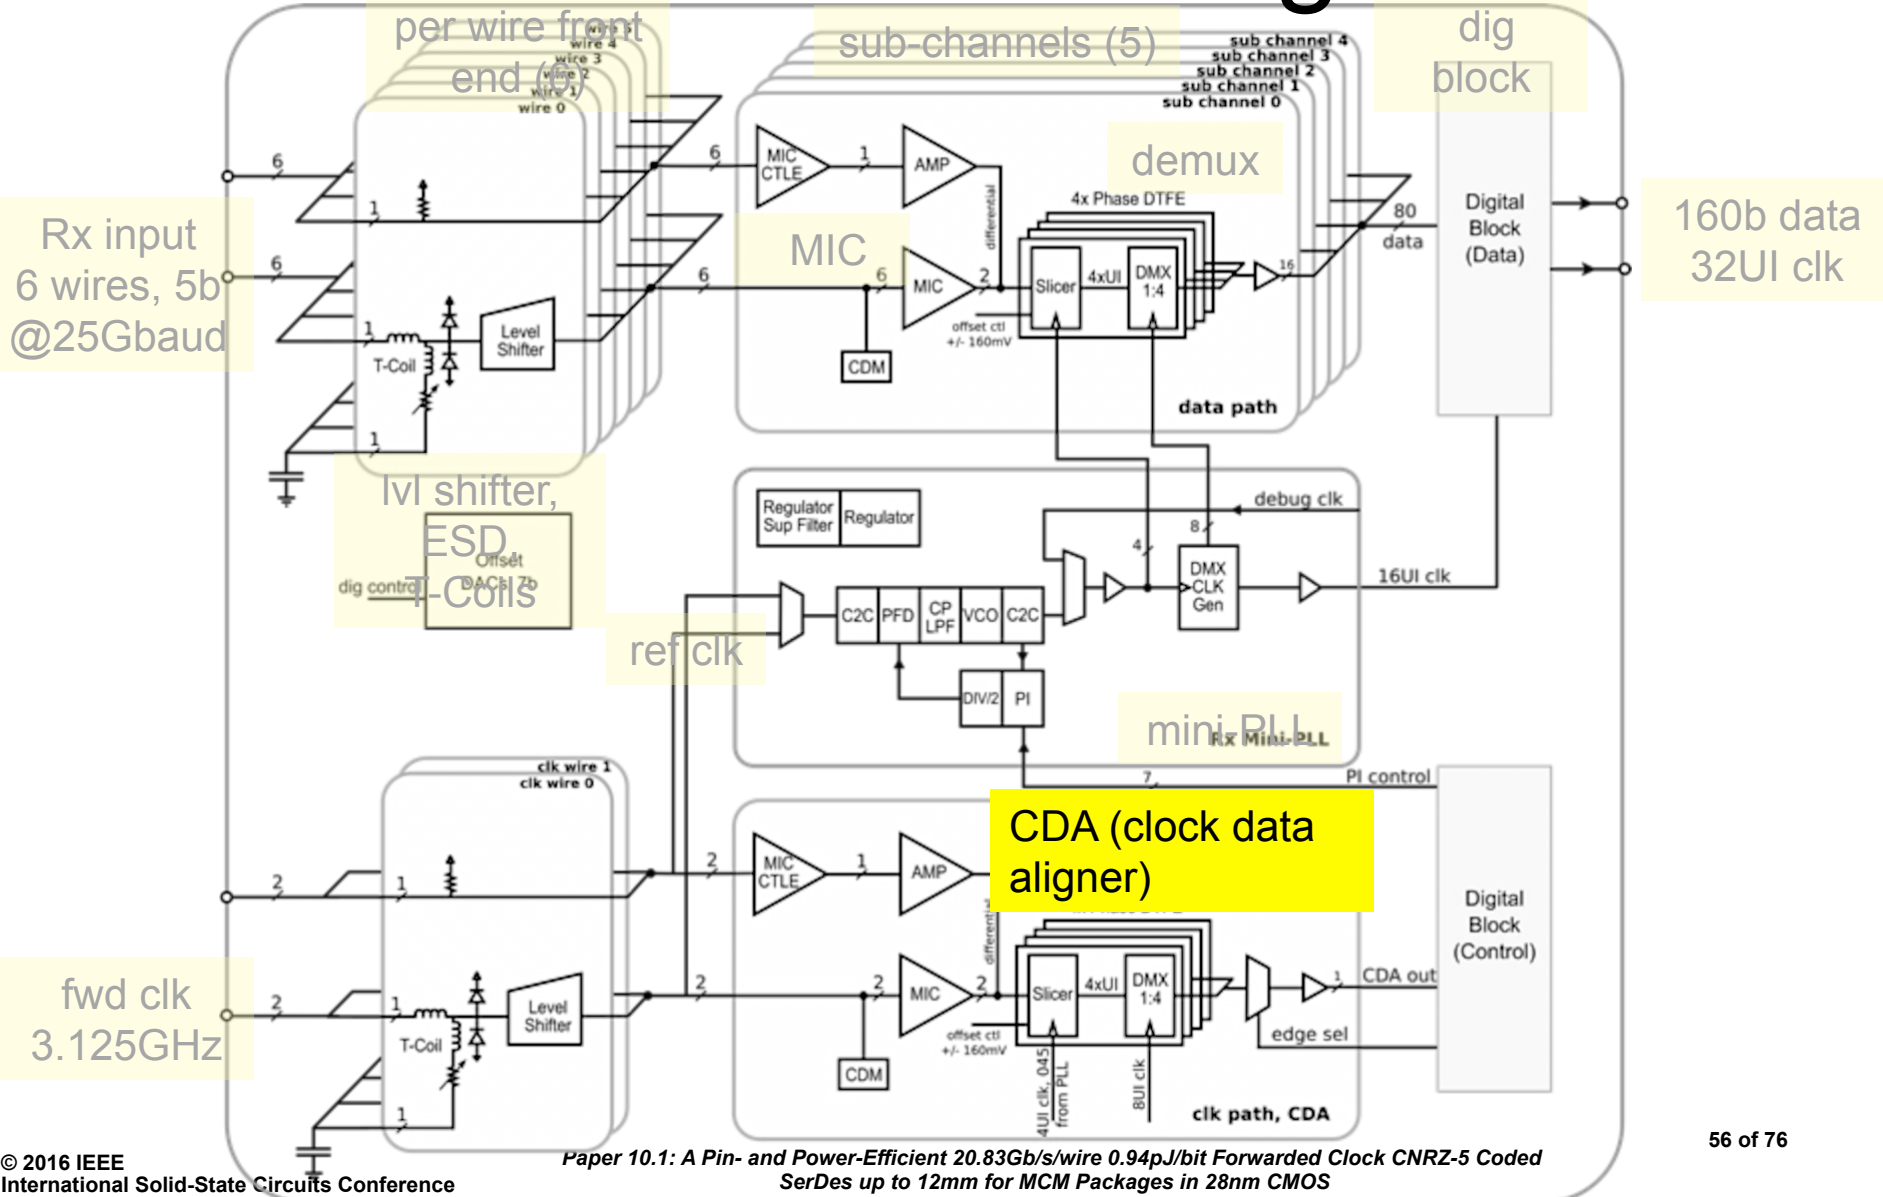 per wire front
end (6)
wire 5
wire 4
wire 3
wire 2
wire 1
wire 0
sub-channels (5)
sub channel 4
sub channel 3
sub channel 2
sub channel 1
sub channel 0
dig
block
6
6
1
1
T-Coil
Level
Shifter
1
Rx input
6 wires, 5b
@25Gbaud
6
MIC
CTLE
1
AMP
differential
demux
4x Phase DTFE
MIC
6
6
MIC
2
Slicer
4xUI
DMX
1:4
16
offset ctl
+/- 160mV
CDM
data path
80
data
Digital
Block
(Data)
160b data
32UI clk
lvl shifter,
ESD,
T-Coils
Offset
DACs, 7b
dig control
ref clk
Regulator
Sup Filter
Regulator
debug clk
4
8
DMX
CLK
Gen
16UI clk
C2C
PFD
CP
LPF
VCO
C2C
DIV/2
PI
mini-PLL
Rx Mini-PLL
7
PI control
clk wire 1
clk wire 0
2
1
2
1
T-Coil
Level
Shifter
1
fwd clk
3.125GHz
CDA (clock data
aligner)
2
MIC
CTLE
1
AMP
differential
2
2
MIC
2
Slicer
4xUI
DMX
1:4
offset ctl
+/- 160mV
CDM
4UI clk, 045
from PLL
8UI clk
1
CDA out
edge sel
clk path, CDA
Digital
Block
(Control)
© 2016 IEEE
International Solid-State Circuits Conference
Paper 10.1: A Pin- and Power-Efficient 20.83Gb/s/wire 0.94pJ/bit Forwarded Clock CNRZ-5 Coded
SerDes up to 12mm for MCM Packages in 28nm CMOS
56 of 76